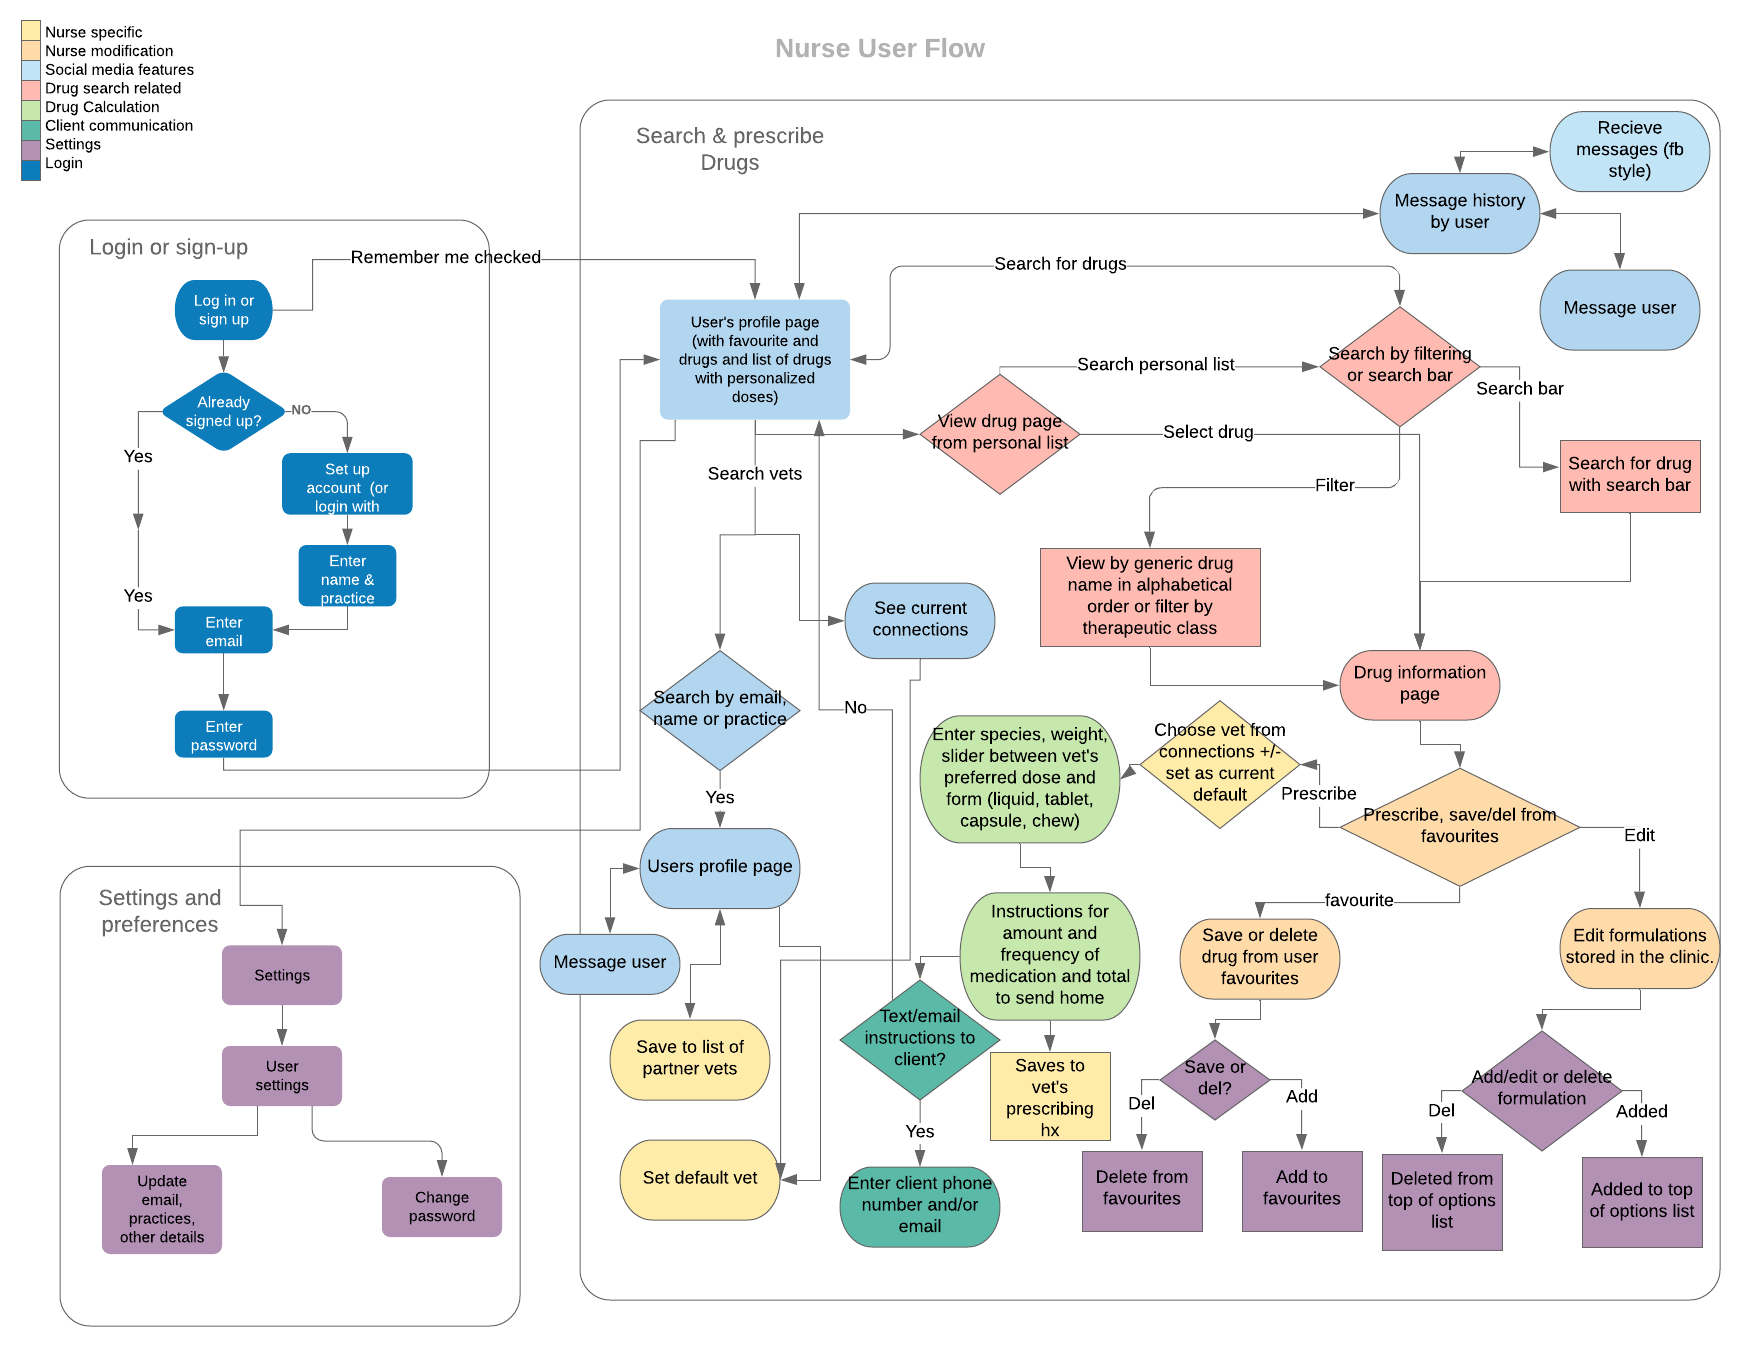 Nurse specific
Nurse modification
Social media features
Drug search related
Drug Calculation
Client communication
Settings
Login
Nurse User Flow
Login or sign-up
Log in or
sign up
Remember me checked
Already
signed up?
NO
Yes
Set up
account  (or
login with
Enter
name &
practice
Yes
Enter
email
Enter
password
Settings and
preferences
Settings
User
settings
Update
email,
practices,
other details
Change
password
Search & prescribe
Drugs
Recieve
messages (fb
style)
Message history
by user
Message user
Search for drugs
User's profile page
(with favourite and
drugs and list of drugs
with personalized
doses)
Search personal list
Search by filtering
or search bar
Search bar
View drug page
from personal list
Select drug
Search vets
Filter
Search for drug
with search bar
View by generic drug
name in alphabetical
order or filter by
therapeutic class
See current
connections
Drug information
page
Search by email,
name or practice
No
Enter species, weight,
slider between vet's
preferred dose and
form (liquid, tablet,
capsule, chew)
Choose vet from
connections +/-
set as current
default
Prescribe
Prescribe, save/del from
favourites
Edit
Yes
Users profile page
favourite
Instructions for
amount and
frequency of
medication and total
to send home
Save or delete
drug from user
favourites
Edit formulations
stored in the clinic.
Message user
Save to list of
partner vets
Text/email
instructions to
client?
Saves to
vet's
prescribing
hx
Save or
del?
Add/edit or delete
formulation
Del
Add
Del
Added
Yes
Set default vet
Enter client phone
number and/or
email
Delete from
favourites
Add to
favourites
Deleted from
top of options
list
Added to top
of options list